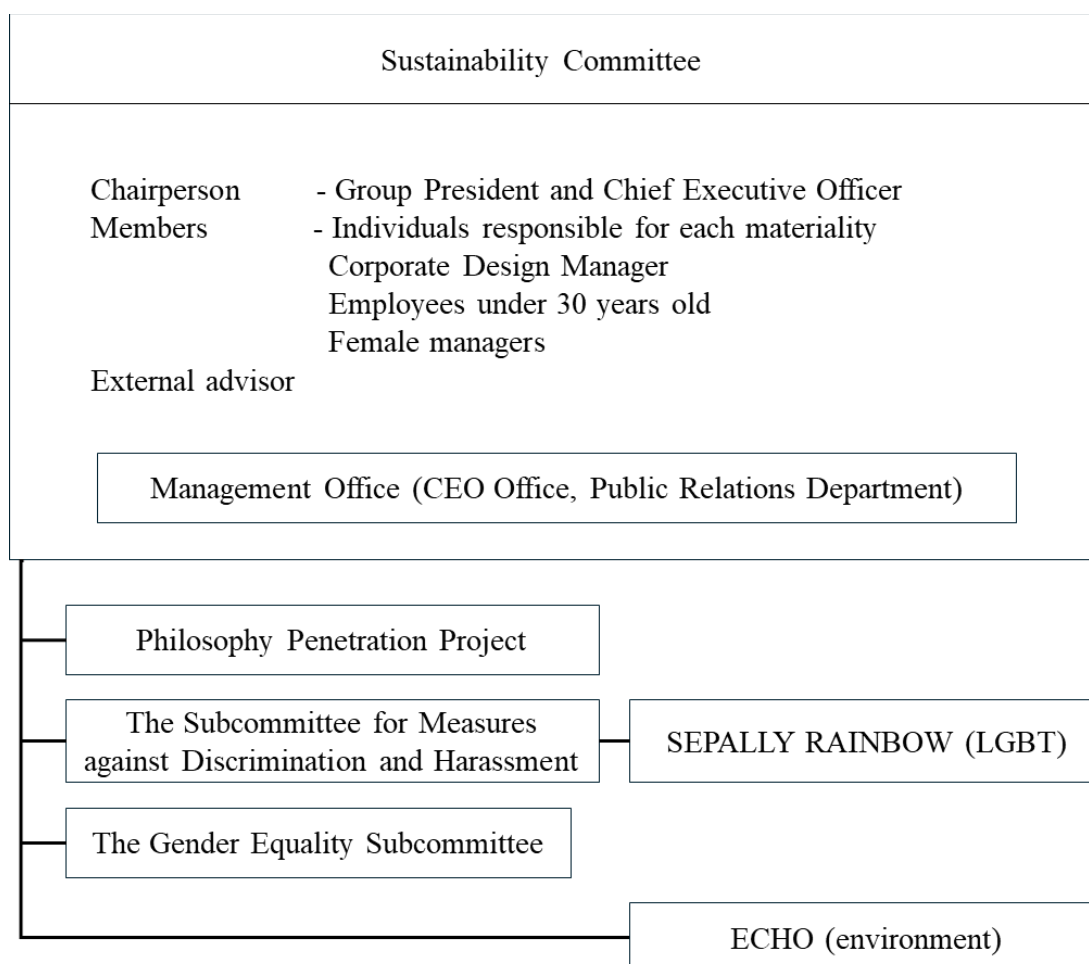 Sustainability Committee
Chairperson - Group President and Chief Executive Officer
Members - Individuals responsible for each materiality
Corporate Design Manager
Employees under 30 years old
Female managers
External advisor
Management Office (CEO Office, Public Relations Department)
Philosophy Penetration Project
The Subcommittee for Measures
against Discrimination and Harassment
SEPALLY RAINBOW (LGBT)
The Gender Equality Subcommittee
ECHO (environment)